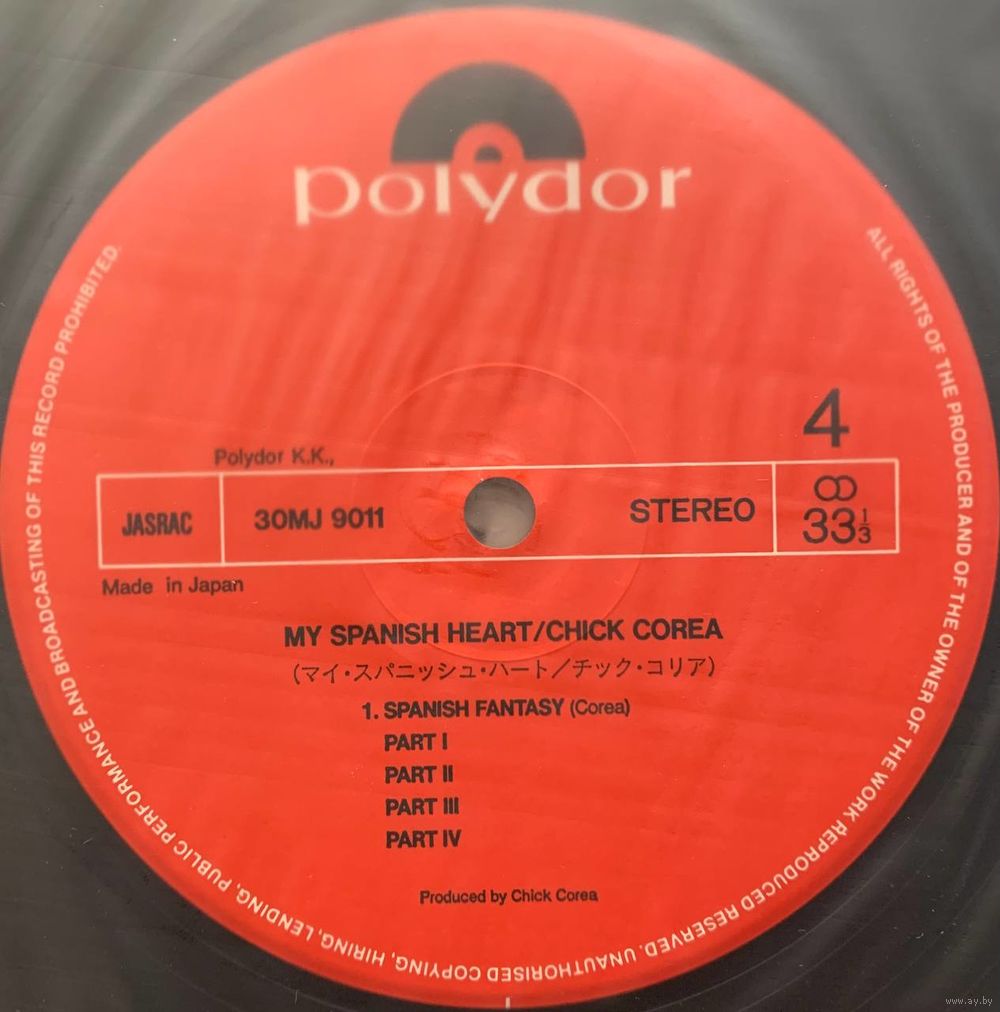 polydor
ALL RIGHTS OF THE PRODUCER AND OF THE OWNER OF THE WORK REPRODUCED RESERVED. UNAUTHORISED COPYING, HIRING, LENDING, PUBLIC PERFORMANCE AND BROADCASTING OF THIS RECORD PROHIBITED.
4
Polydor K.K.,
JASRAC 30MJ 9011 STEREO 33 1/3
Made in Japan
MY SPANISH HEART/CHICK COREA
(マイ・スパニッシュ・ハート/チック・コリア)
1. SPANISH FANTASY (Corea)
PART I
PART II
PART III
PART IV
Produced by Chick Corea
www.ay.by